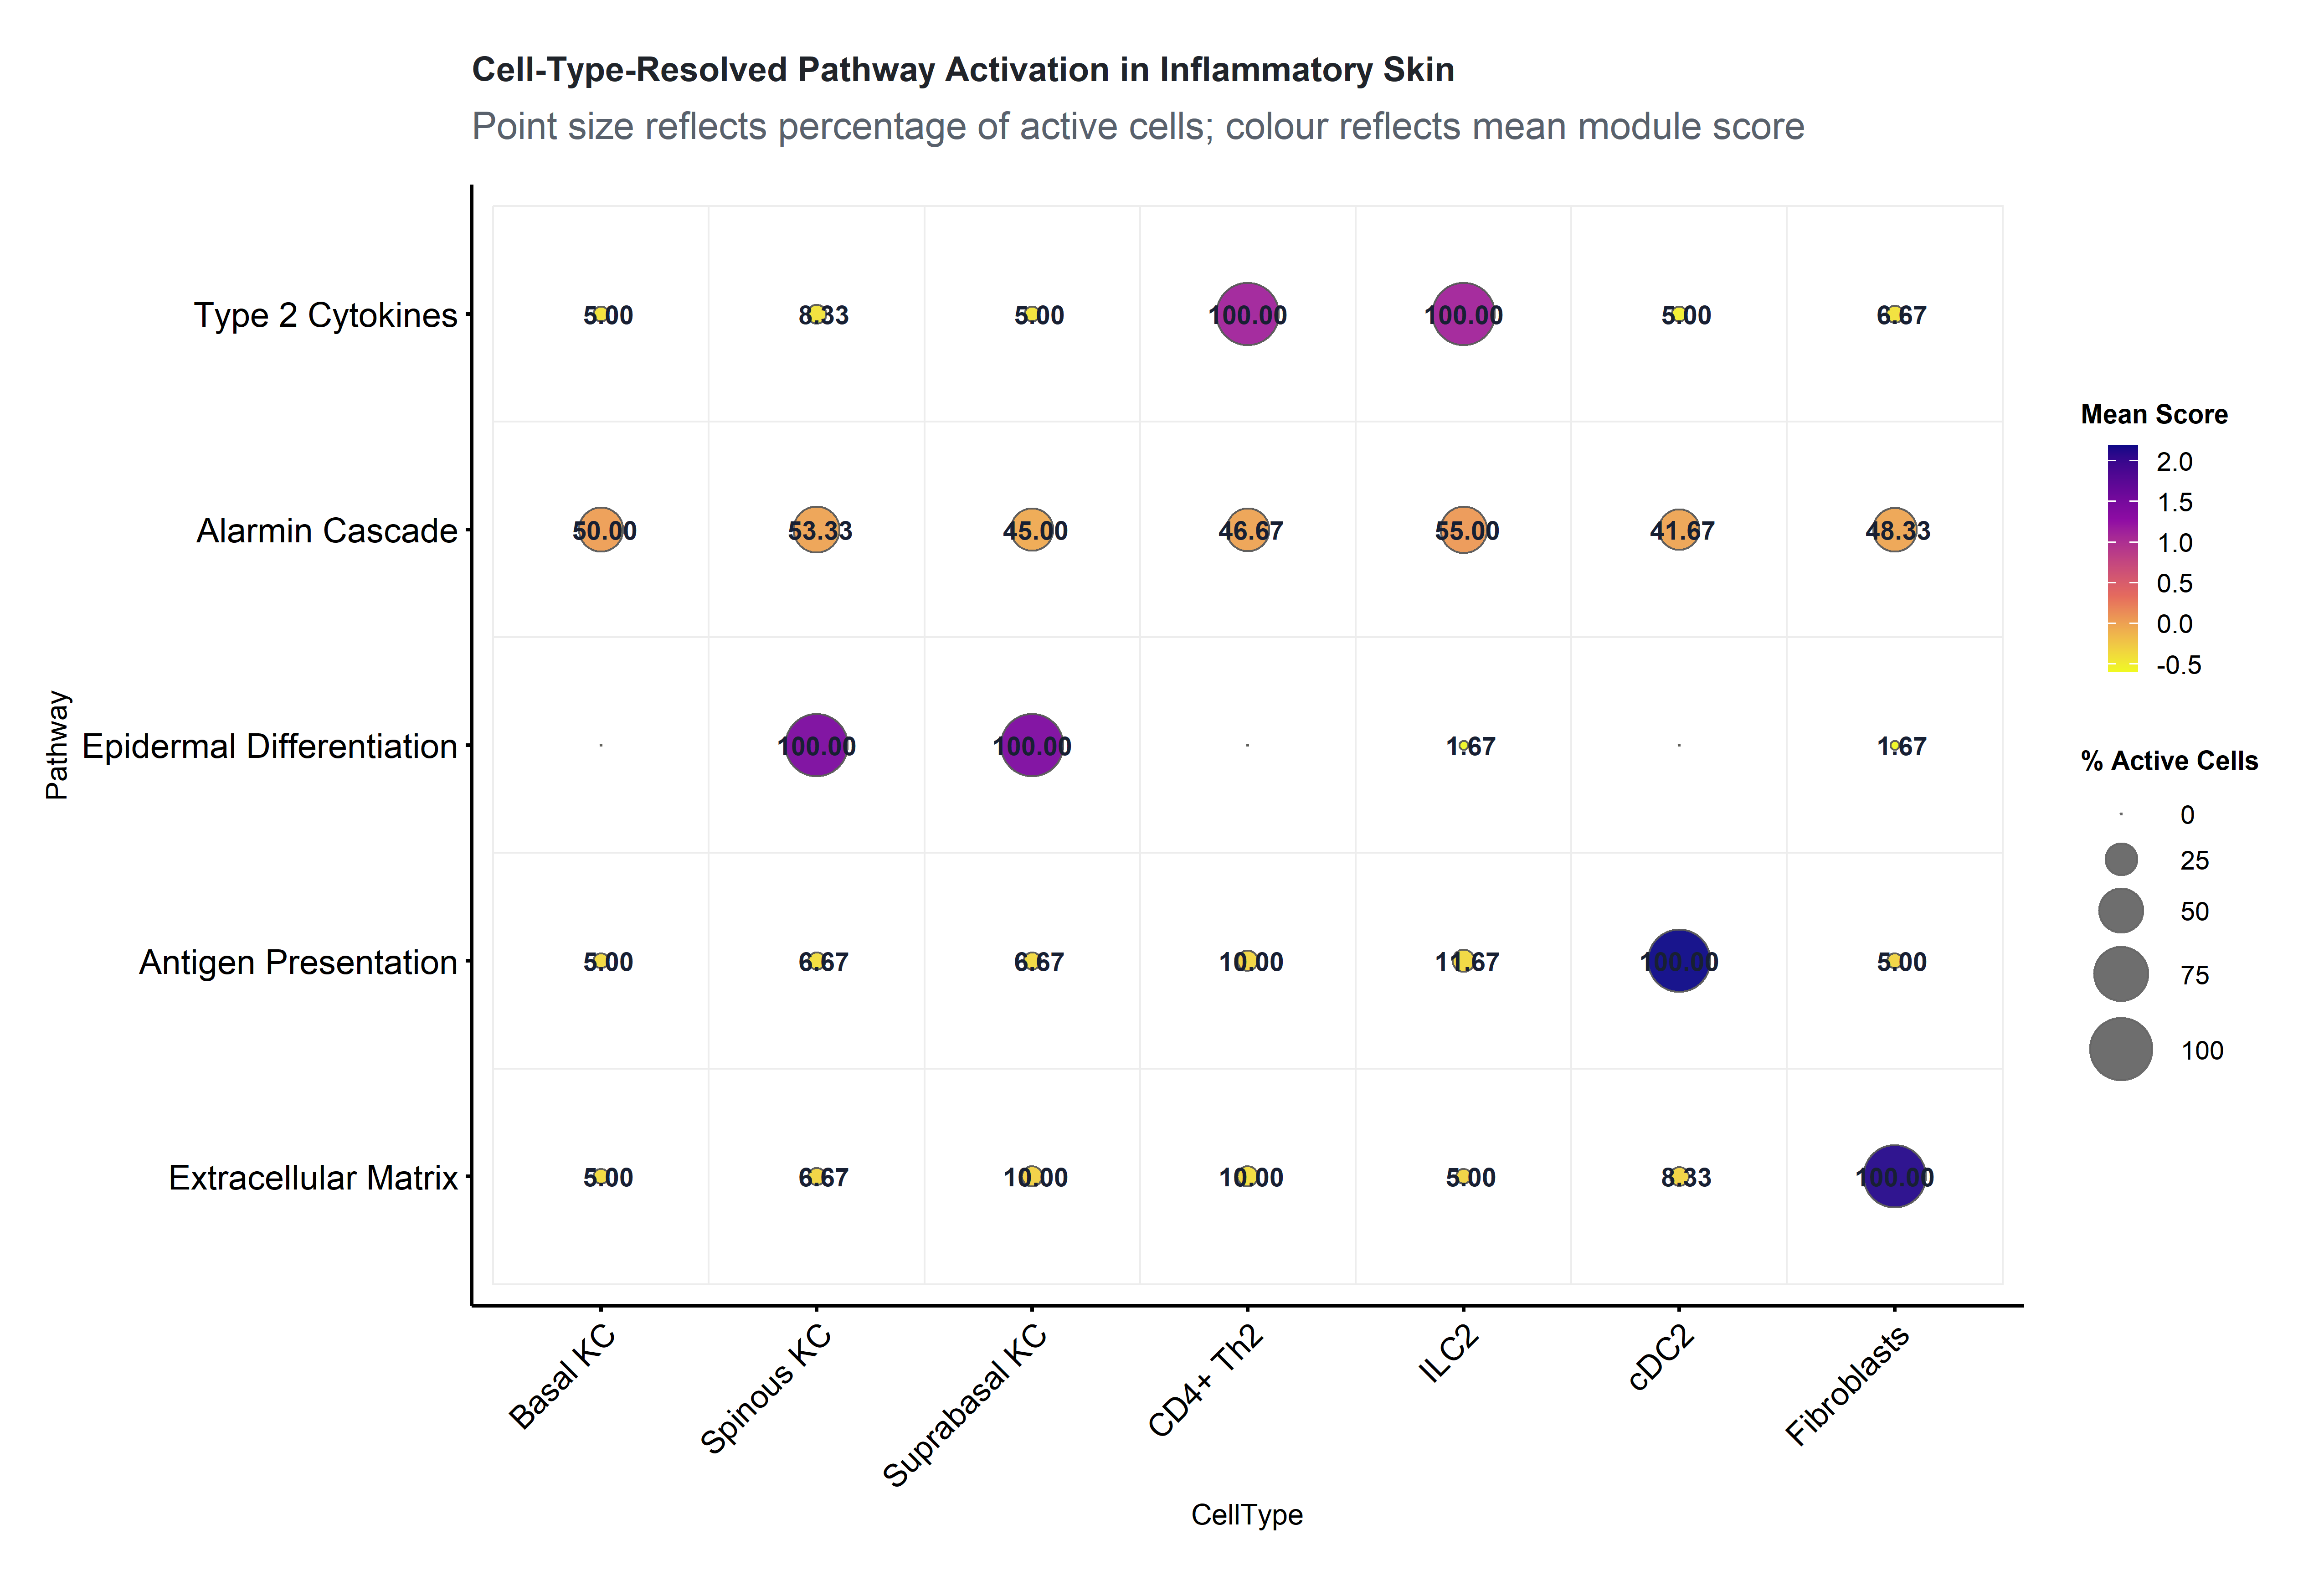 Cell-Type-Resolved Pathway Activation in Inflammatory Skin
Point size reflects percentage of active cells; colour reflects mean module score
Pathway
Type 2 Cytokines 5.00 8.33 5.00 100.00 100.00 5.00 6.67
Alarmin Cascade 50.00 53.33 45.00 46.67 55.00 41.67 48.33
Epidermal Differentiation 100.00 100.00 1.67 1.67
Antigen Presentation 5.00 6.67 6.67 10.00 11.67 100.00 5.00
Extracellular Matrix 5.00 6.67 10.00 10.00 5.00 8.33 100.00
Basal KC Spinous KC Suprabasal KC CD4+ Th2 ILC2 cDC2 Fibroblasts
CellType
Mean Score
2.0
1.5
1.0
0.5
0.0
-0.5
% Active Cells
0
25
50
75
100